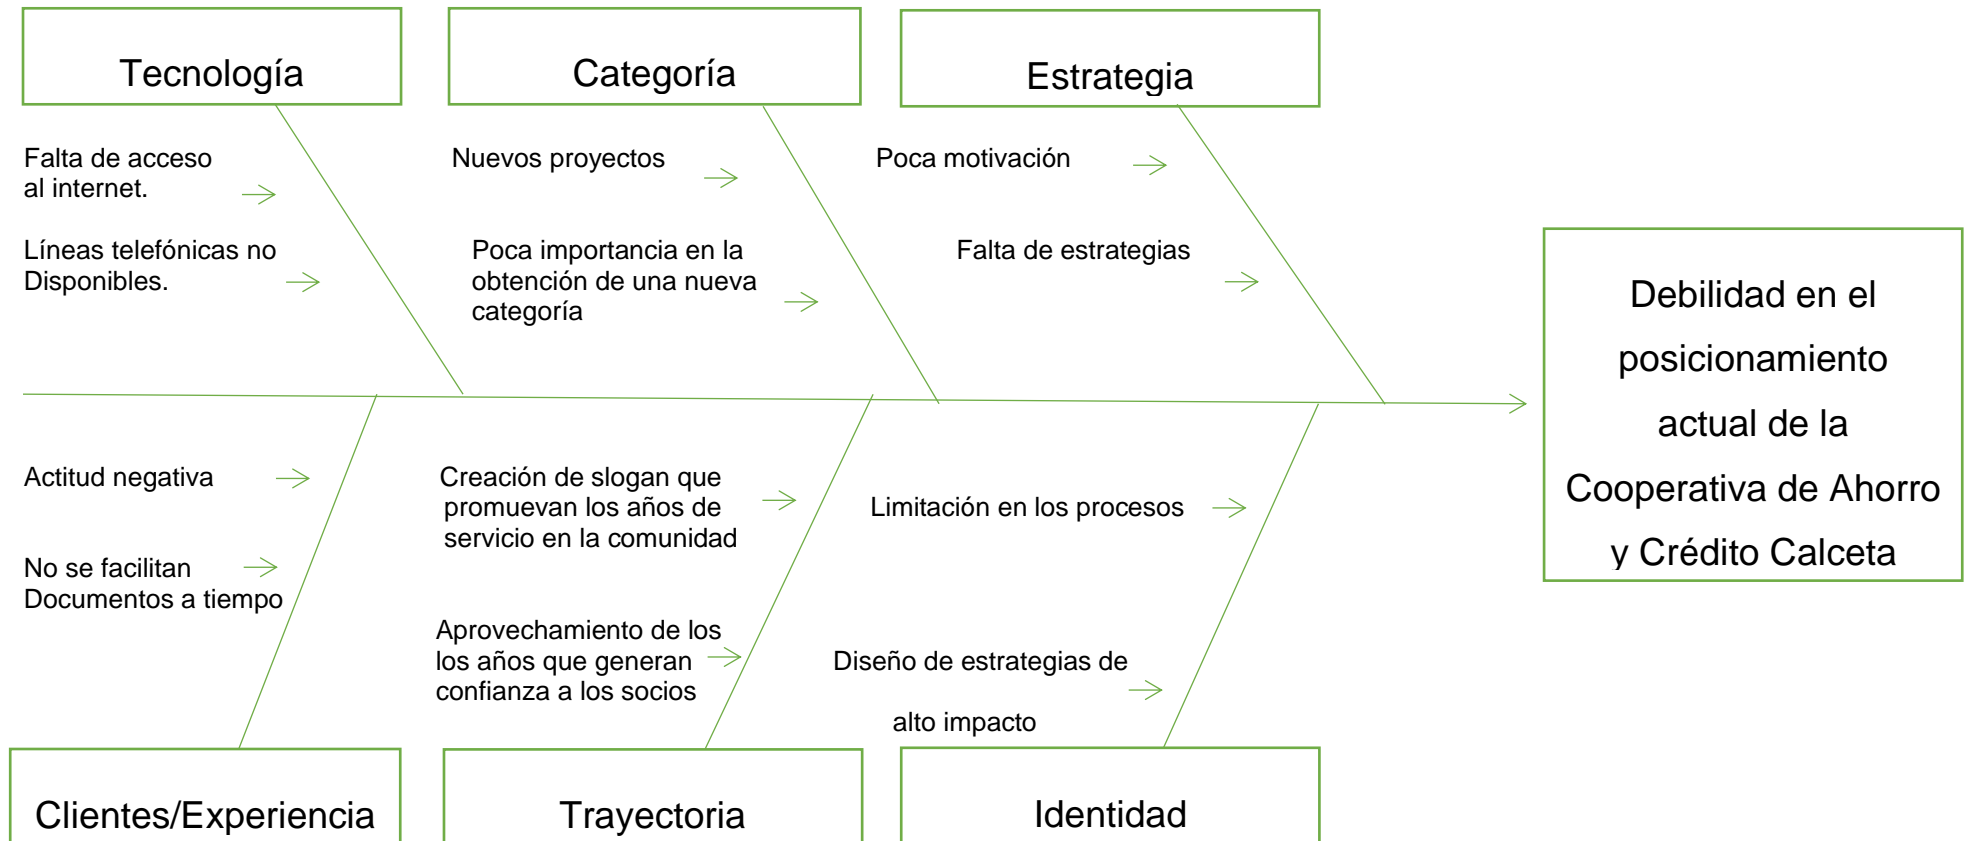 Tecnología
Categoría
Estrategia
Falta de acceso
al internet.
Líneas telefónicas no
Disponibles.
Nuevos proyectos
Poca importancia en la
obtención de una nueva
categoría
Poca motivación
Falta de estrategias
Debilidad en el
posicionamiento
actual de la
Cooperativa de Ahorro
y Crédito Calceta
Actitud negativa
No se facilitan
Documentos a tiempo
Creación de slogan que
promuevan los años de
servicio en la comunidad
Aprovechamiento de los
los años que generan
confianza a los socios
Limitación en los procesos
Diseño de estrategias de
alto impacto
Clientes/Experiencia
Trayectoria
Identidad